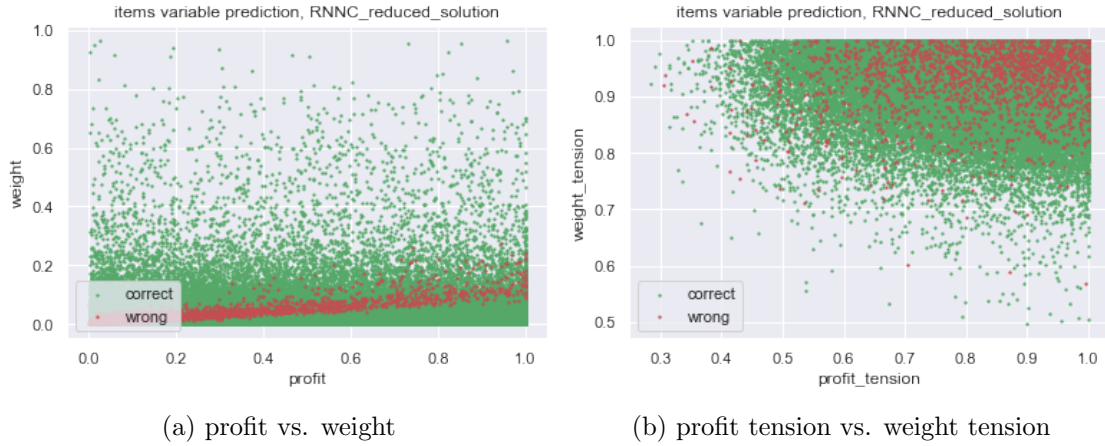 items variable prediction, RNNC_reduced_solution
1.0
0.8
0.6
0.4
0.2
0.0
weight
correct
wrong
0.0 0.2 0.4 0.6 0.8 1.0
profit
(a) profit vs. weight
items variable prediction, RNNC_reduced_solution
1.0
0.9
0.8
0.7
0.6
0.5
weight_tension
correct
wrong
0.3 0.4 0.5 0.6 0.7 0.8 0.9 1.0
profit_tension
(b) profit tension vs. weight tension